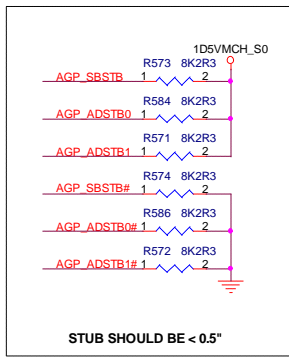 1D5VMCH_S0
R573 8K2R3
AGP_SBSTB 1 2
R584 8K2R3
AGP_ADSTB0 1 2
R571 8K2R3
AGP_ADSTB1 1 2
R574 8K2R3
AGP_SBSTB# 1 2
R586 8K2R3
AGP_ADSTB0# 1 2
R572 8K2R3
AGP_ADSTB1# 1 2
STUB SHOULD BE < 0.5"